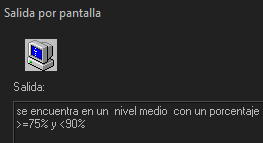 Salida por pantalla
Salida:
se encuentra en un  nivel medio  con un porcentaje
>=75% y <90%